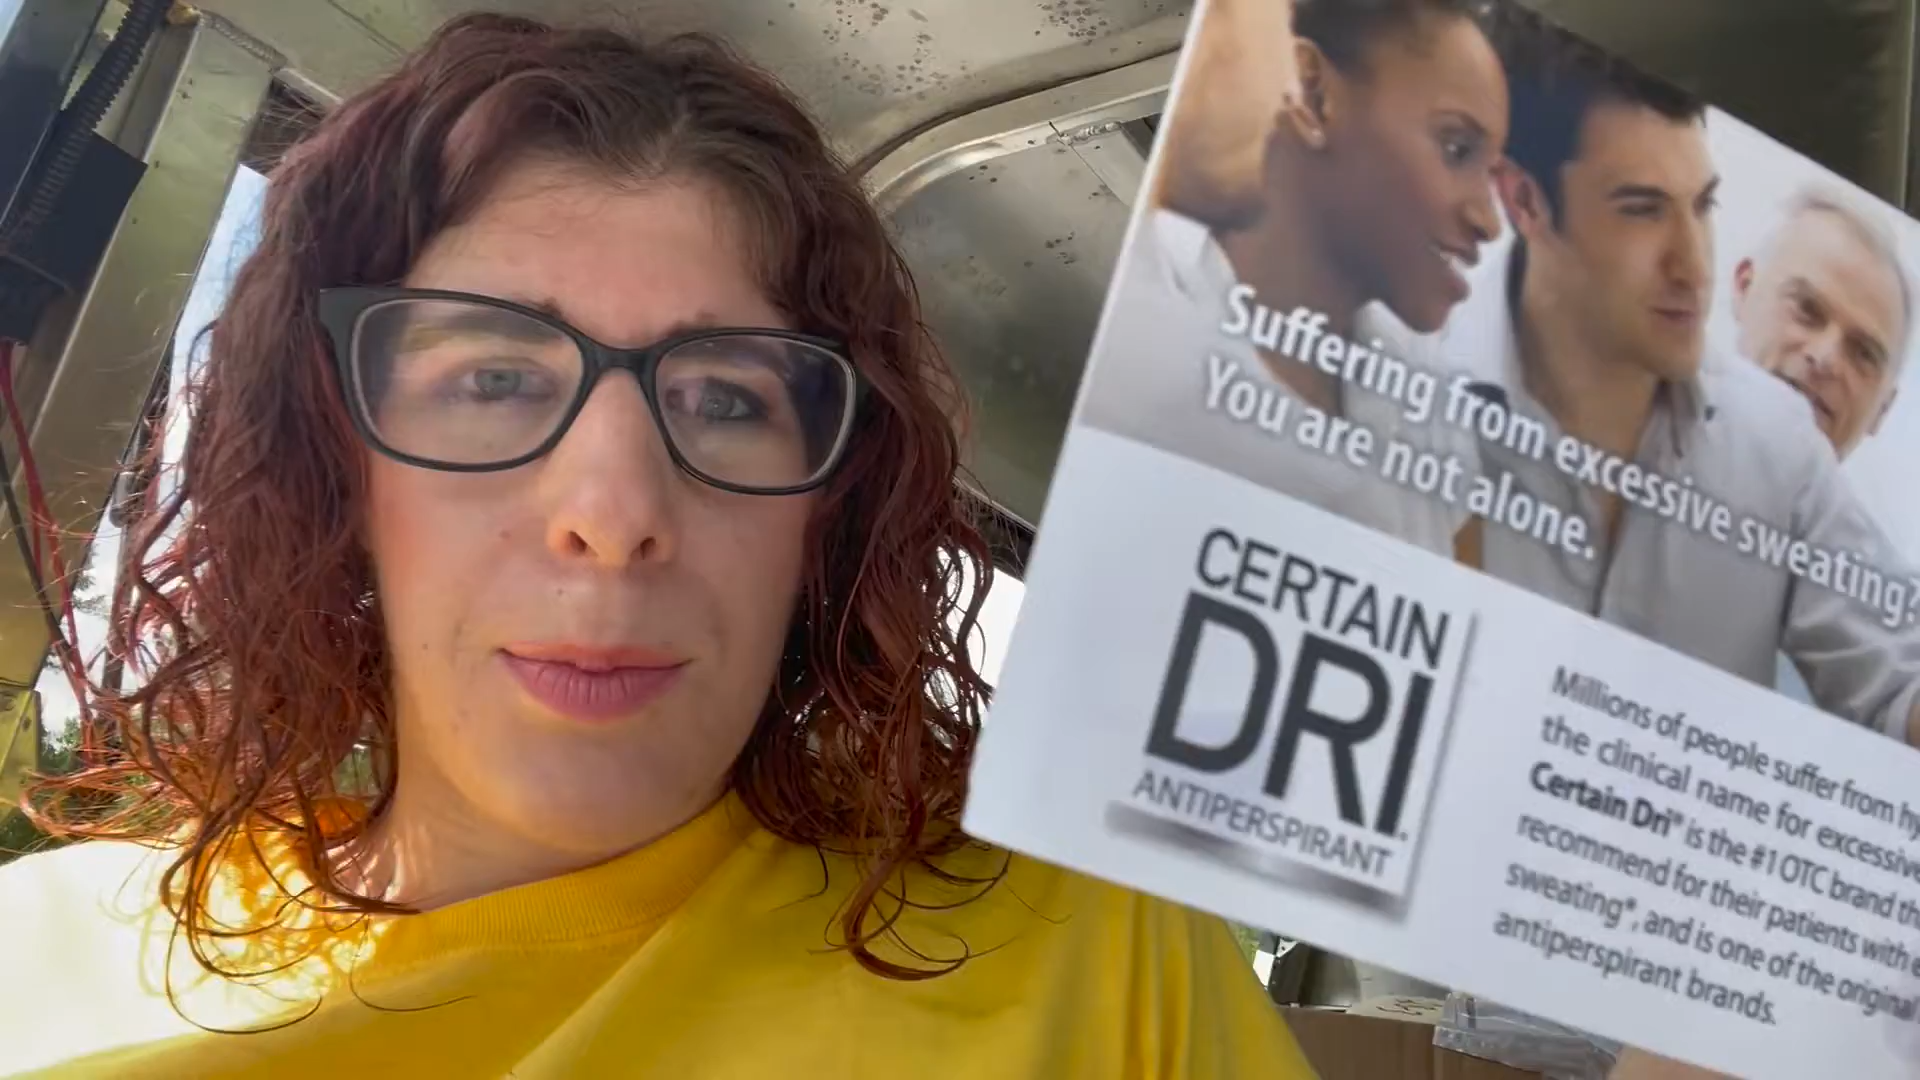 Suffering from excessive sweating?
You are not alone.
CERTAIN
DRI
ANTIPERSPIRANT
Millions of people suffer from
the clinical name for excessive
Certain Dri® is the #1 OTC brand
recommend for their patients with
sweating*, and is one of the original
antiperspirant brands.